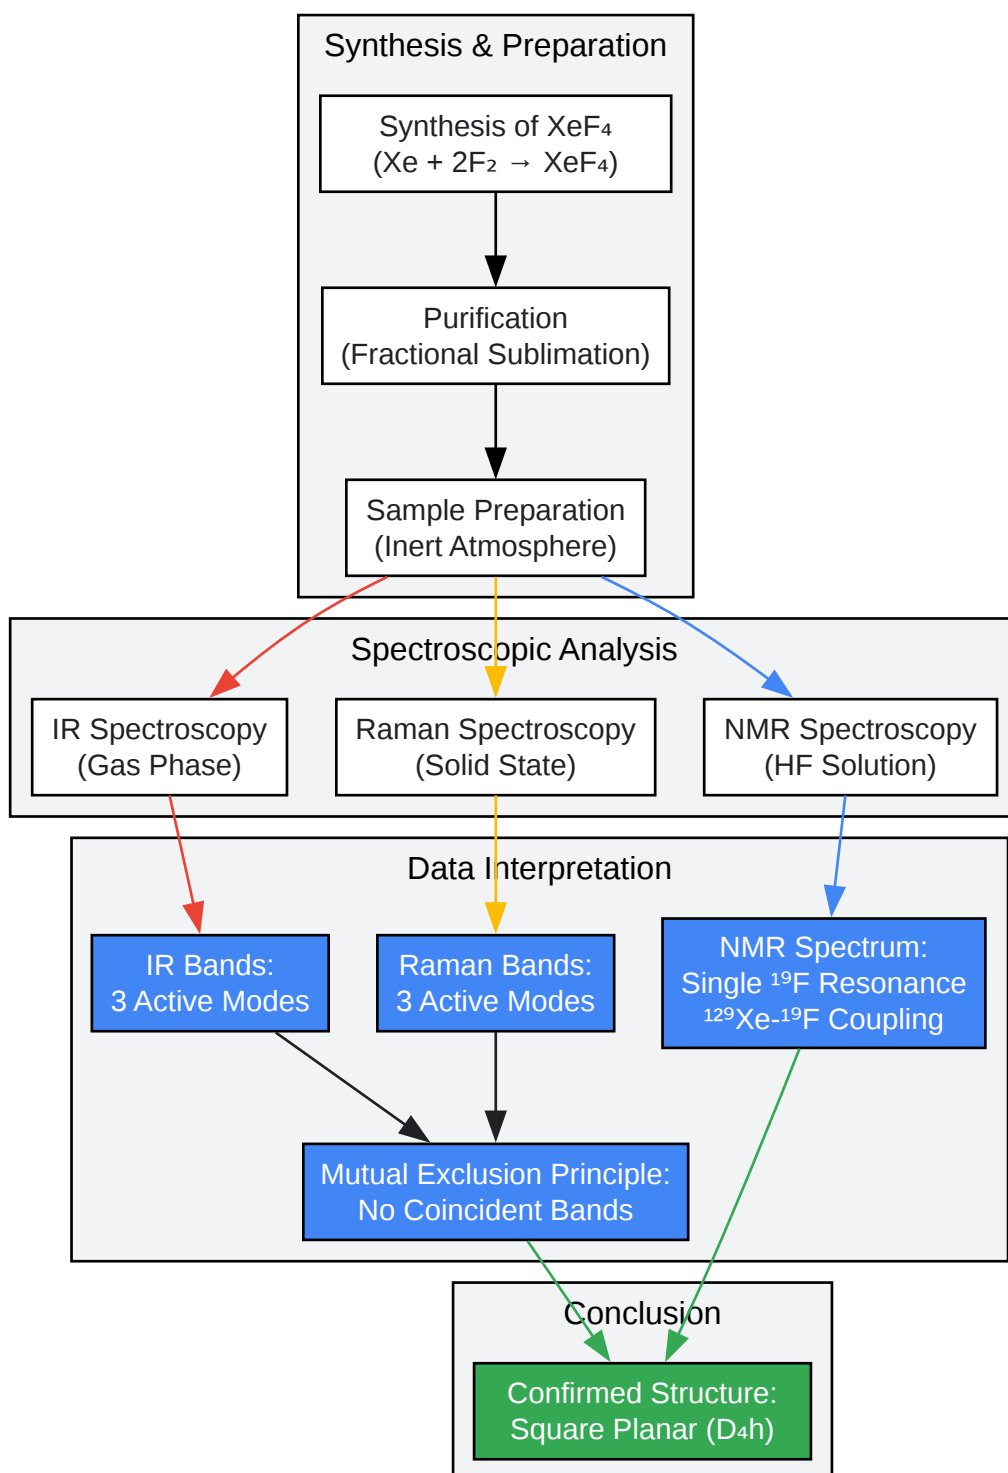 Synthesis & Preparation
Synthesis of XeF₄
(Xe + 2F₂ → XeF₄)
Purification
(Fractional Sublimation)
Sample Preparation
(Inert Atmosphere)
Spectroscopic Analysis
IR Spectroscopy
(Gas Phase)
Raman Spectroscopy
(Solid State)
NMR Spectroscopy
(HF Solution)
Data Interpretation
IR Bands:
3 Active Modes
Raman Bands:
3 Active Modes
NMR Spectrum:
Single ¹⁹F Resonance
¹²⁹Xe-¹⁹F Coupling
Mutual Exclusion Principle:
No Coincident Bands
Conclusion
Confirmed Structure:
Square Planar (D₄h)